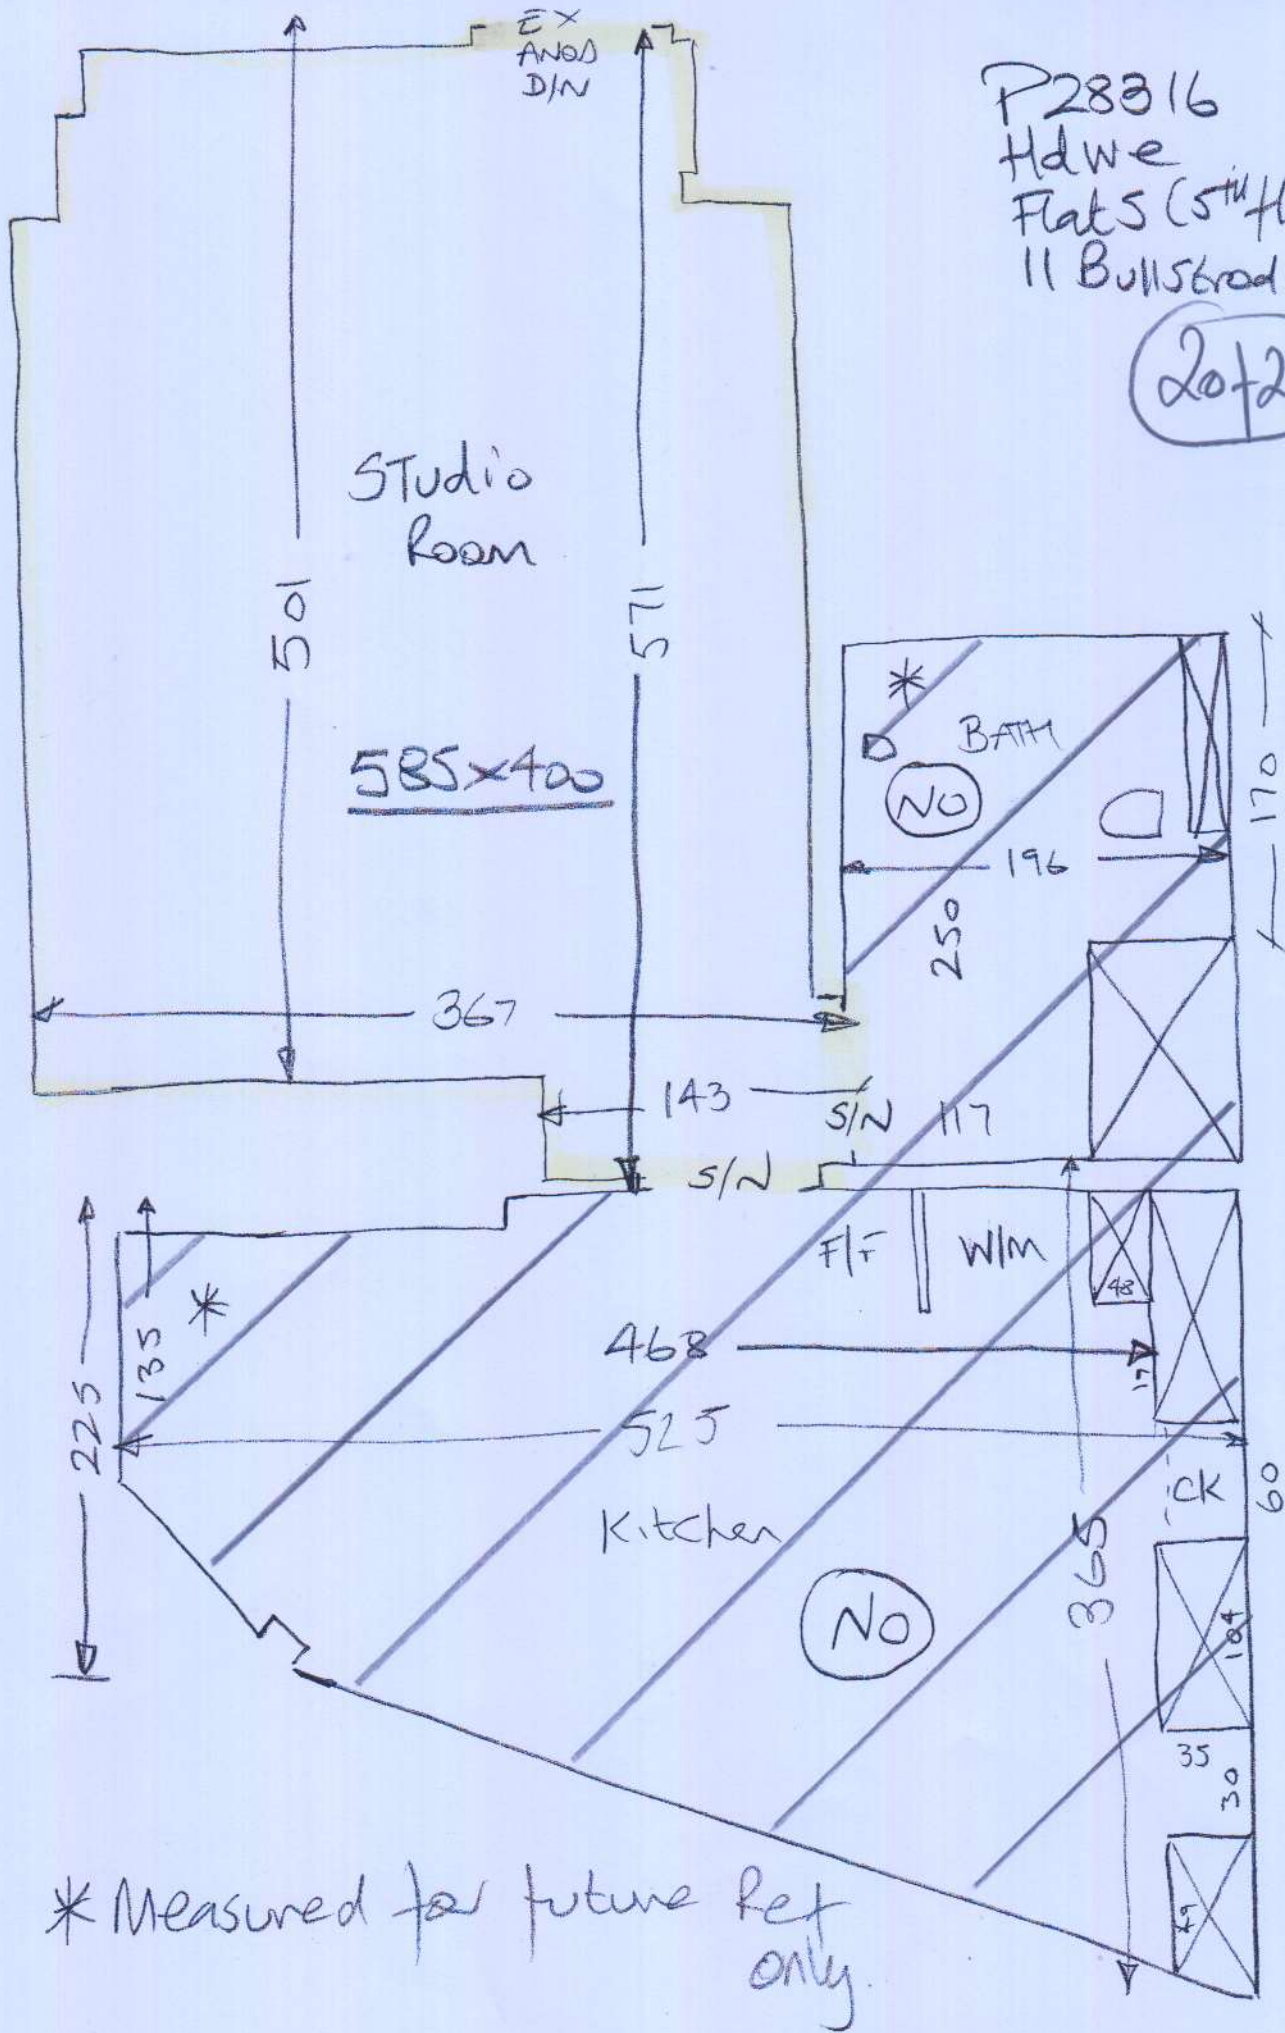 EX
ANOD
D/N
P28316
Hdwe
Flat 5 (5TH
11 Bullstrod
2of2
STudio
Room
501
571
585x400
*
BATH
NO
196
170
250
367
143
S/N
117
S/N
F/F
W/M
48
*
135
225
468
17
525
CK
60
Kitchen
365
NO
104
35
30
49
* Measured for future Ref
only.